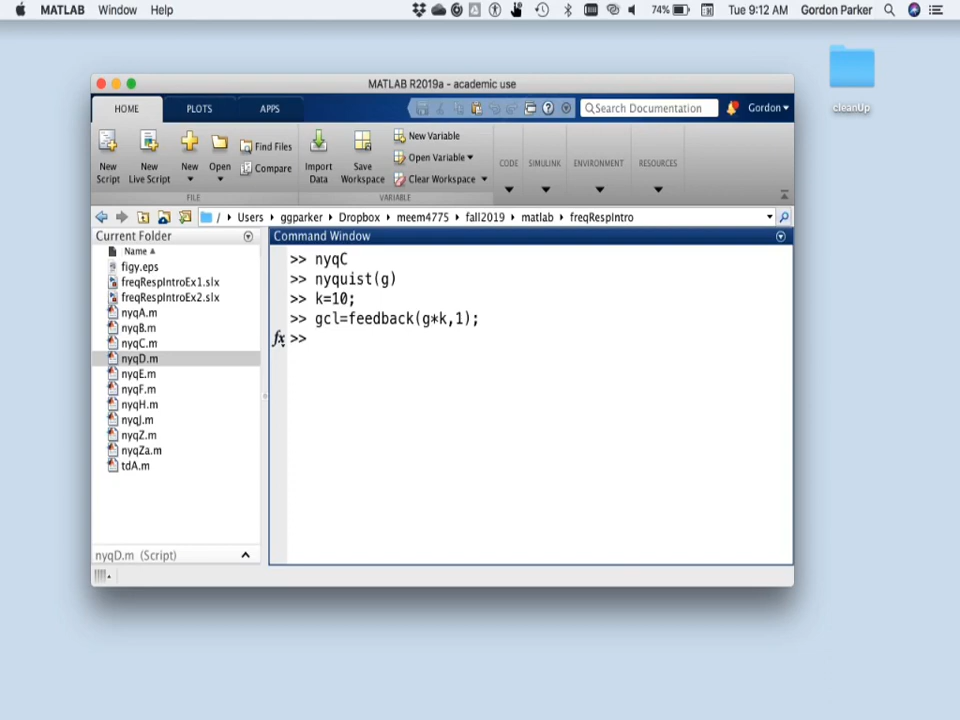 MATLAB Window Help 74% Tue 9:12 AM Gordon Parker
cleanUp
MATLAB R2019a - academic use
HOME PLOTS APPS Search Documentation Gordon
New Script
New Live Script
New
Open
Find Files
Compare
Import Data
Save Workspace
New Variable
Open Variable
Clear Workspace
CODE SIMULINK ENVIRONMENT RESOURCES
FILE VARIABLE
/ Users ggparker Dropbox meem4775 fall2019 matlab freqRespIntro
Current Folder
Name
figy.eps
freqRespIntroEx1.slx
freqRespIntroEx2.slx
nyqA.m
nyqB.m
nyqC.m
nyqD.m
nyqE.m
nyqF.m
nyqH.m
nyqJ.m
nyqZ.m
nyqZa.m
tdA.m
nyqD.m (Script)
Command Window
>> nyqC
>> nyquist(g)
>> k=10;
>> gcl=feedback(g*k,1);
fx >>